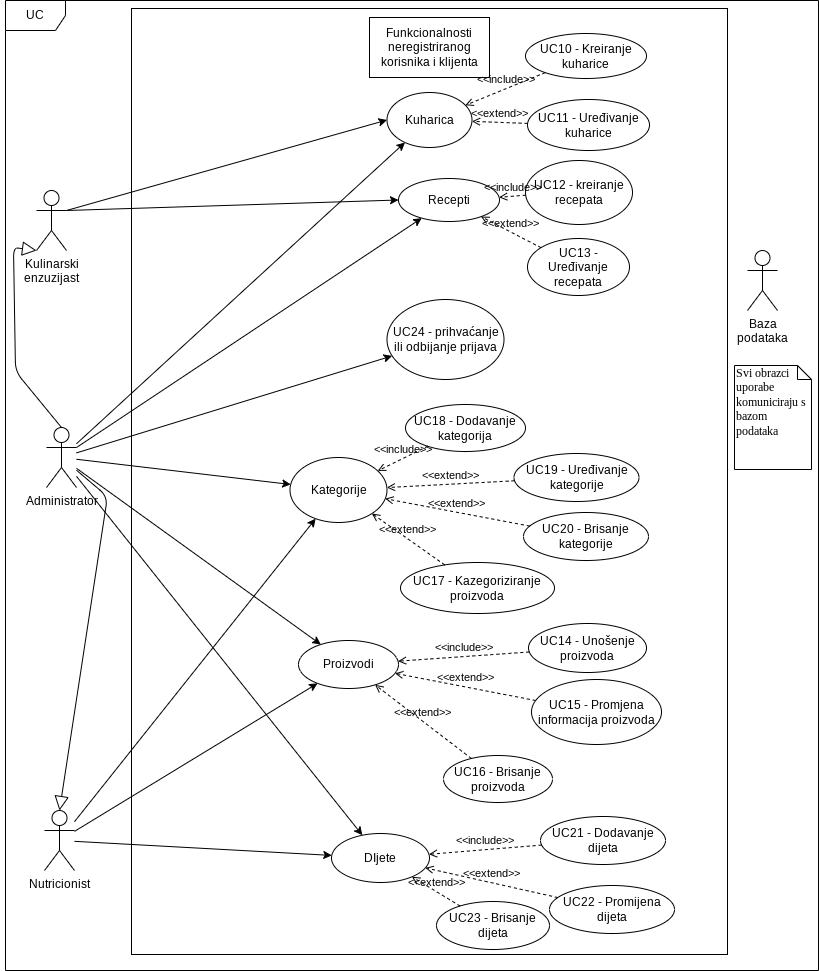 UC
Funkcionalnosti
neregistriranog
korisnika i klijenta
UC10 - Kreiranje
kuharice
<<include>>
Kuharica
<<extend>>
UC11 - Uređivanje
kuharice
Recepti
<<include>>
UC12 - kreiranje
recepata
<<extend>>
UC13 -
Uređivanje
recepata
Kulinarski
enzuzijast
Baza
podataka
Svi obrazci
uporabe
komuniciraju s
bazom
podataka
UC24 - prihvaćanje
ili odbijanje prijava
UC18 - Dodavanje
kategorija
<<include>>
Administrator
Kategorije
<<extend>>
UC19 - Uređivanje
kategorije
<<extend>>
UC20 - Brisanje
kategorije
<<extend>>
UC17 - Kazegoriziranje
proizvoda
Proizvodi
<<include>>
UC14 - Unošenje
proizvoda
<<extend>>
UC15 - Promjena
informacija proizvoda
<<extend>>
UC16 - Brisanje
proizvoda
Nutricionist
DIjete
<<include>>
UC21 - Dodavanje
dijeta
<<extend>>
UC22 - Promijena
dijeta
<<extend>>
UC23 - Brisanje
dijeta